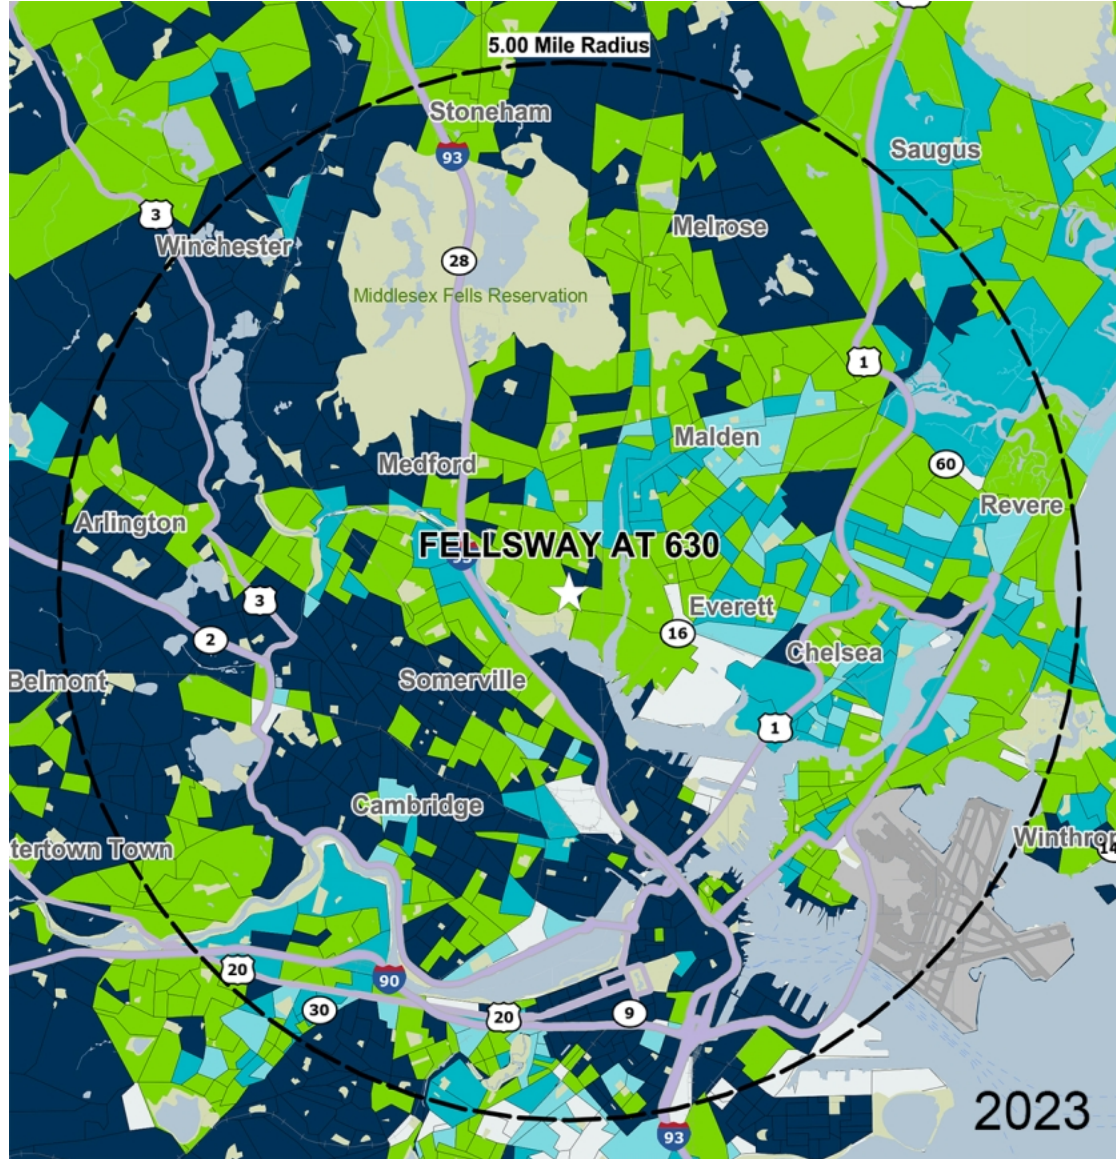 5.00 Mile Radius
Stoneham
93
Saugus
3
Melrose
Winchester
28
Middlesex Fells Reservation
1
Malden
Medford
60
Revere
Arlington
FELLSWAY AT 630
3
Everett
16
2
Chelsea
Belmont
Somerville
1
Cambridge
tertown Town
Winthrop
14
20
90
30
20
9
2023
93